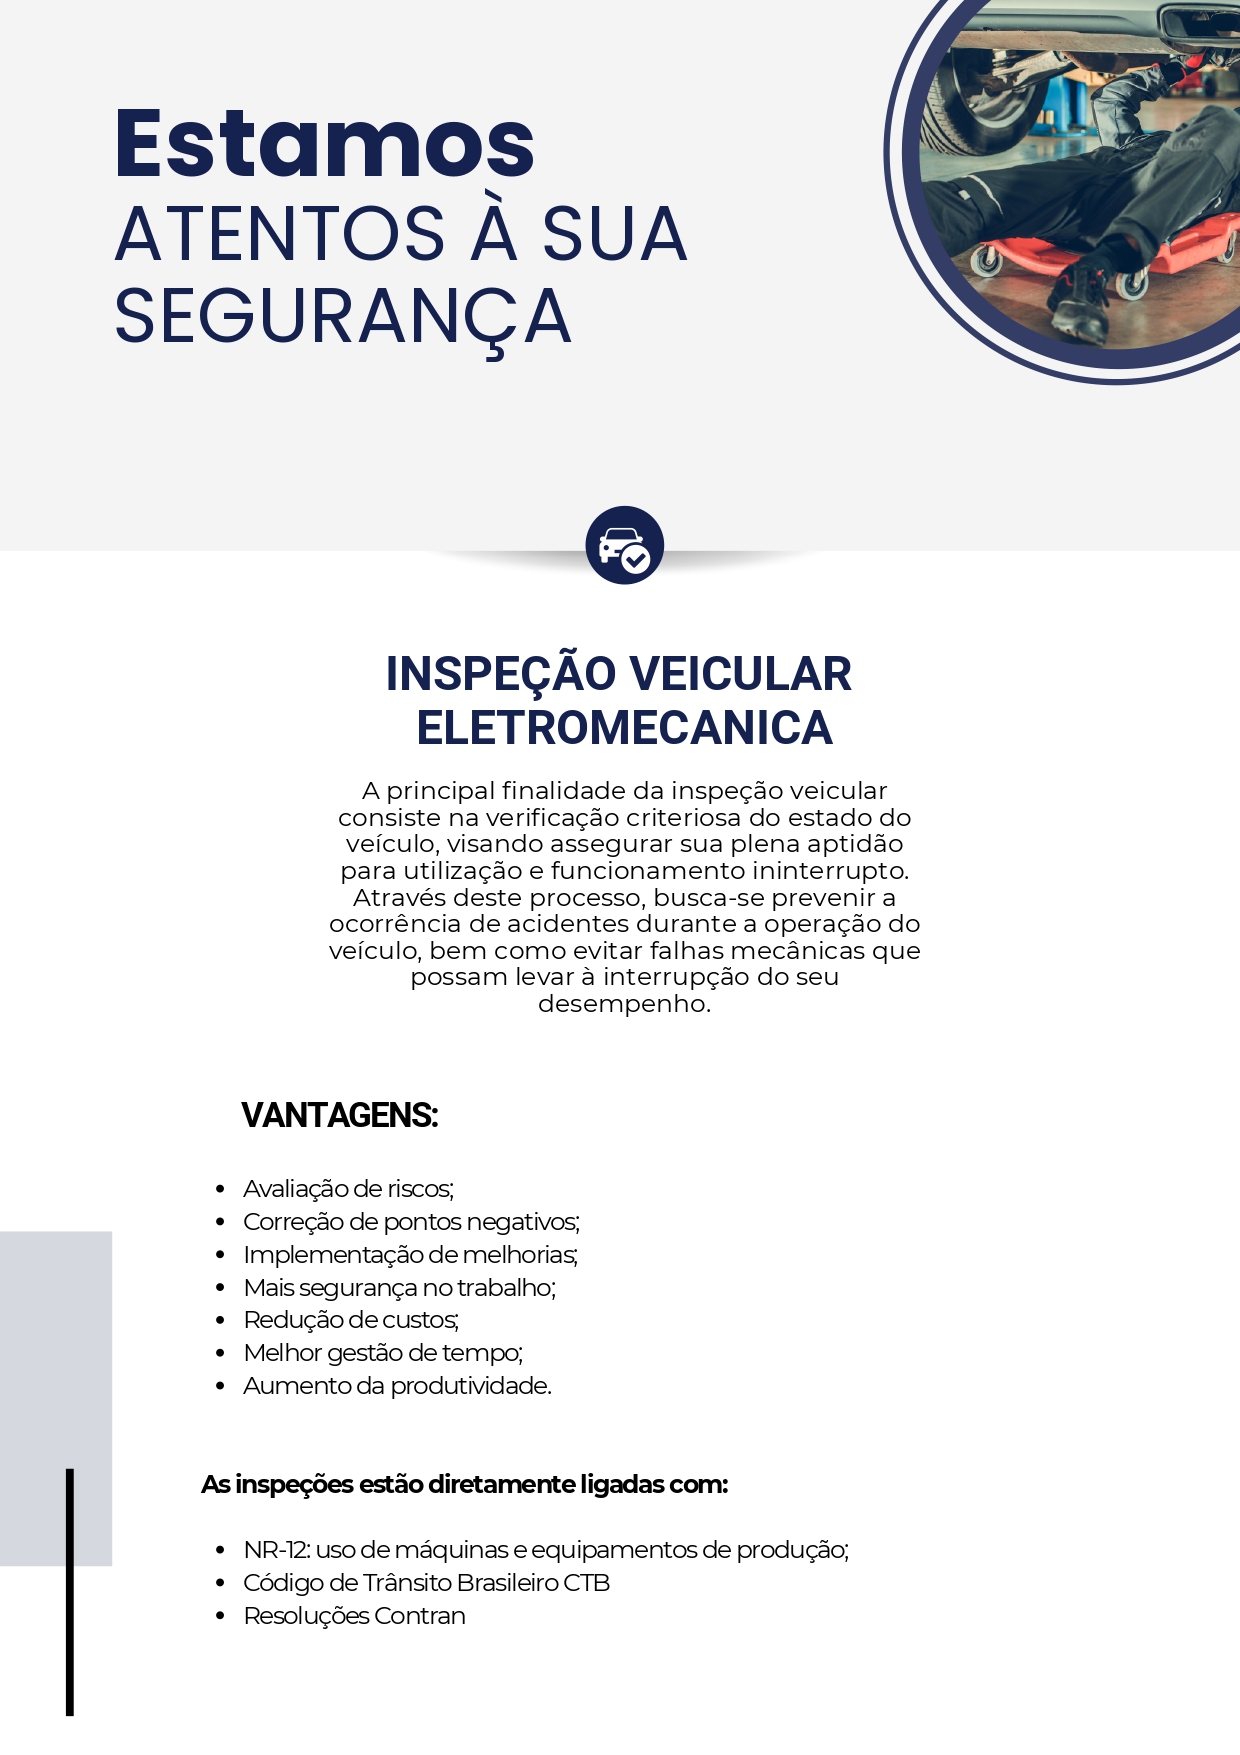 Estamos
ATENTOS À SUA
SEGURANÇA
INSPEÇÃO VEICULAR
ELETROMECANICA
A principal finalidade da inspeção veicular
consiste na verificação criteriosa do estado do
veículo, visando assegurar sua plena aptidão
para utilização e funcionamento ininterrupto.
Através deste processo, busca-se prevenir a
ocorrência de acidentes durante a operação do
veículo, bem como evitar falhas mecânicas que
possam levar à interrupção do seu
desempenho.
VANTAGENS:
• Avaliação de riscos;
• Correção de pontos negativos;
• Implementação de melhorias;
• Mais segurança no trabalho;
• Redução de custos;
• Melhor gestão de tempo;
• Aumento da produtividade.
As inspeções estão diretamente ligadas com:
• NR-12: uso de máquinas e equipamentos de produção;
• Código de Trânsito Brasileiro CTB
• Resoluções Contran